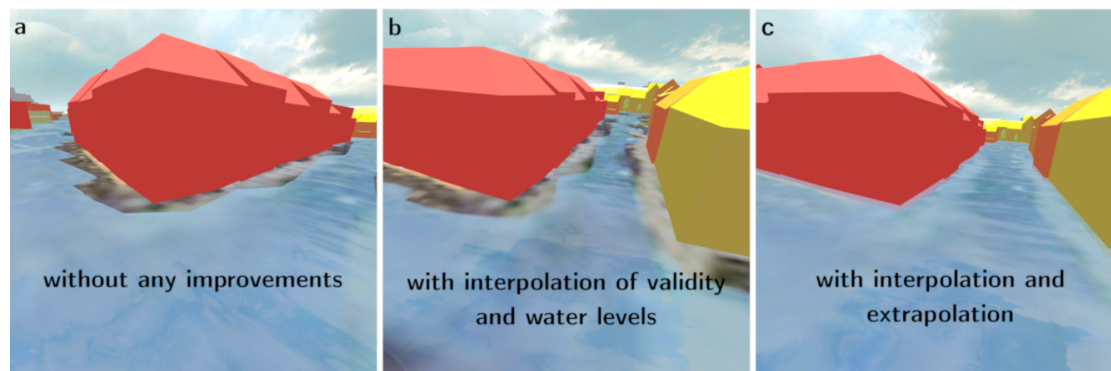 a
without any improvements
b
with interpolation of validity
and water levels
c
with interpolation and
extrapolation